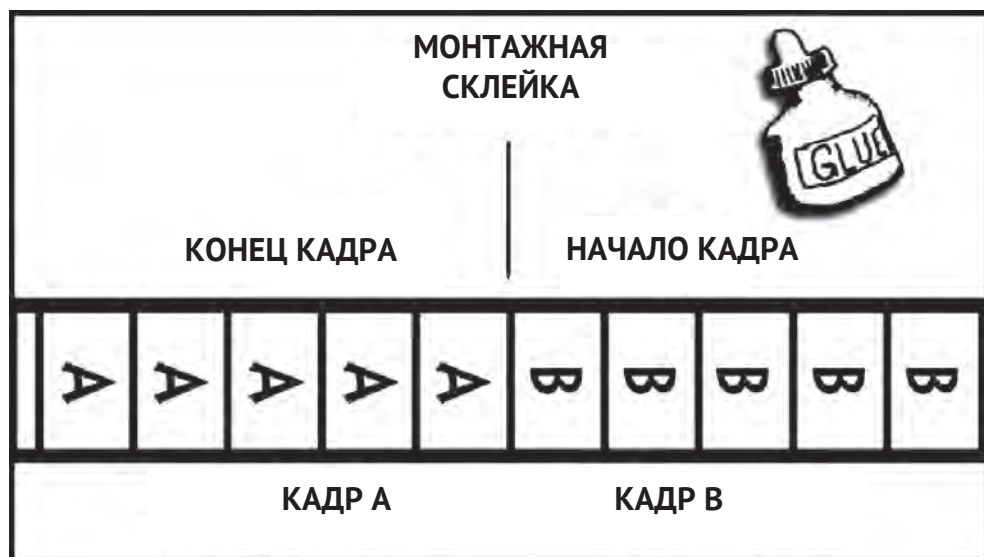 МОНТАЖНАЯ
СКЛЕЙКА
GLUE
КОНЕЦ КАДРА
НАЧАЛО КАДРА
A A A A A B B B B B
КАДР А
КАДР В